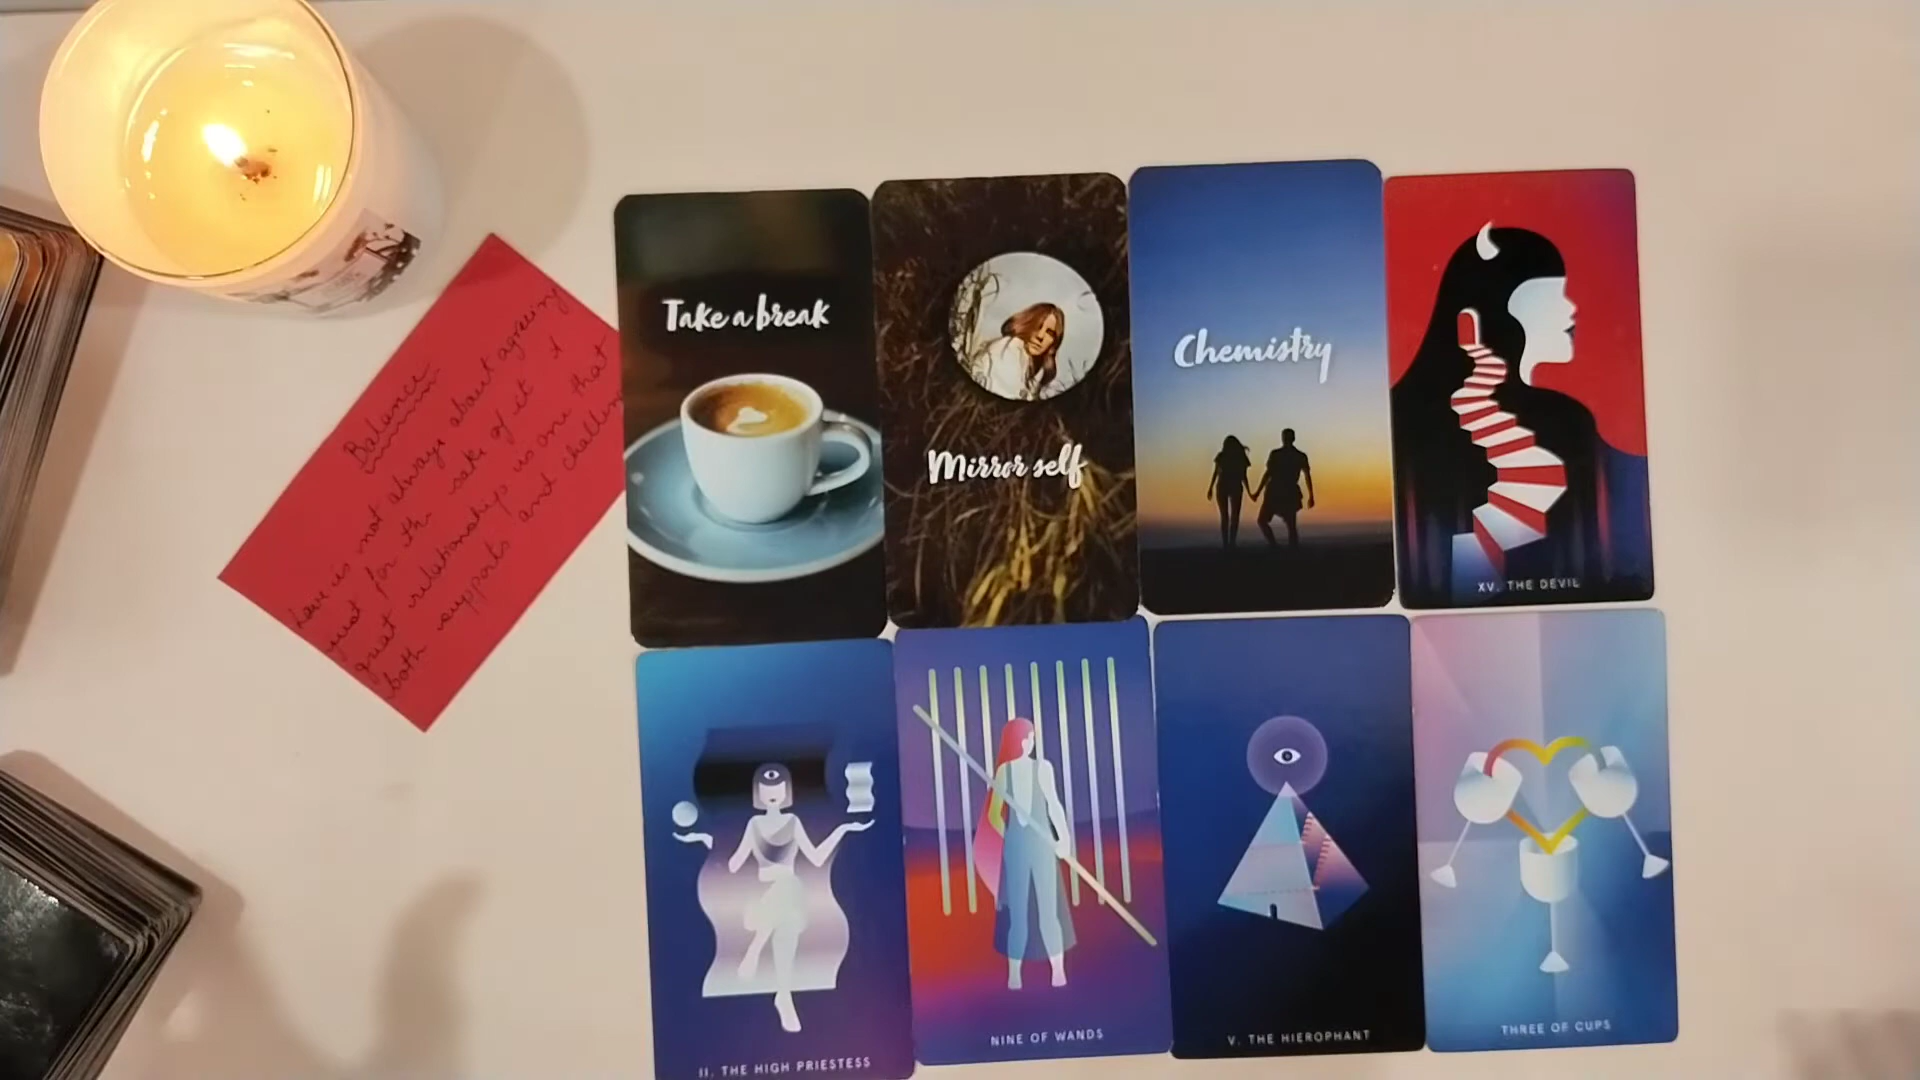 Balance
Love is not always about agreeing
just for the sake of it. A
great relationship is one that
both supports and challen
Take a break
Mirror self
Chemistry
XV. THE DEVIL
II. THE HIGH PRIESTESS
NINE OF WANDS
V. THE HIEROPHANT
THREE OF CUPS